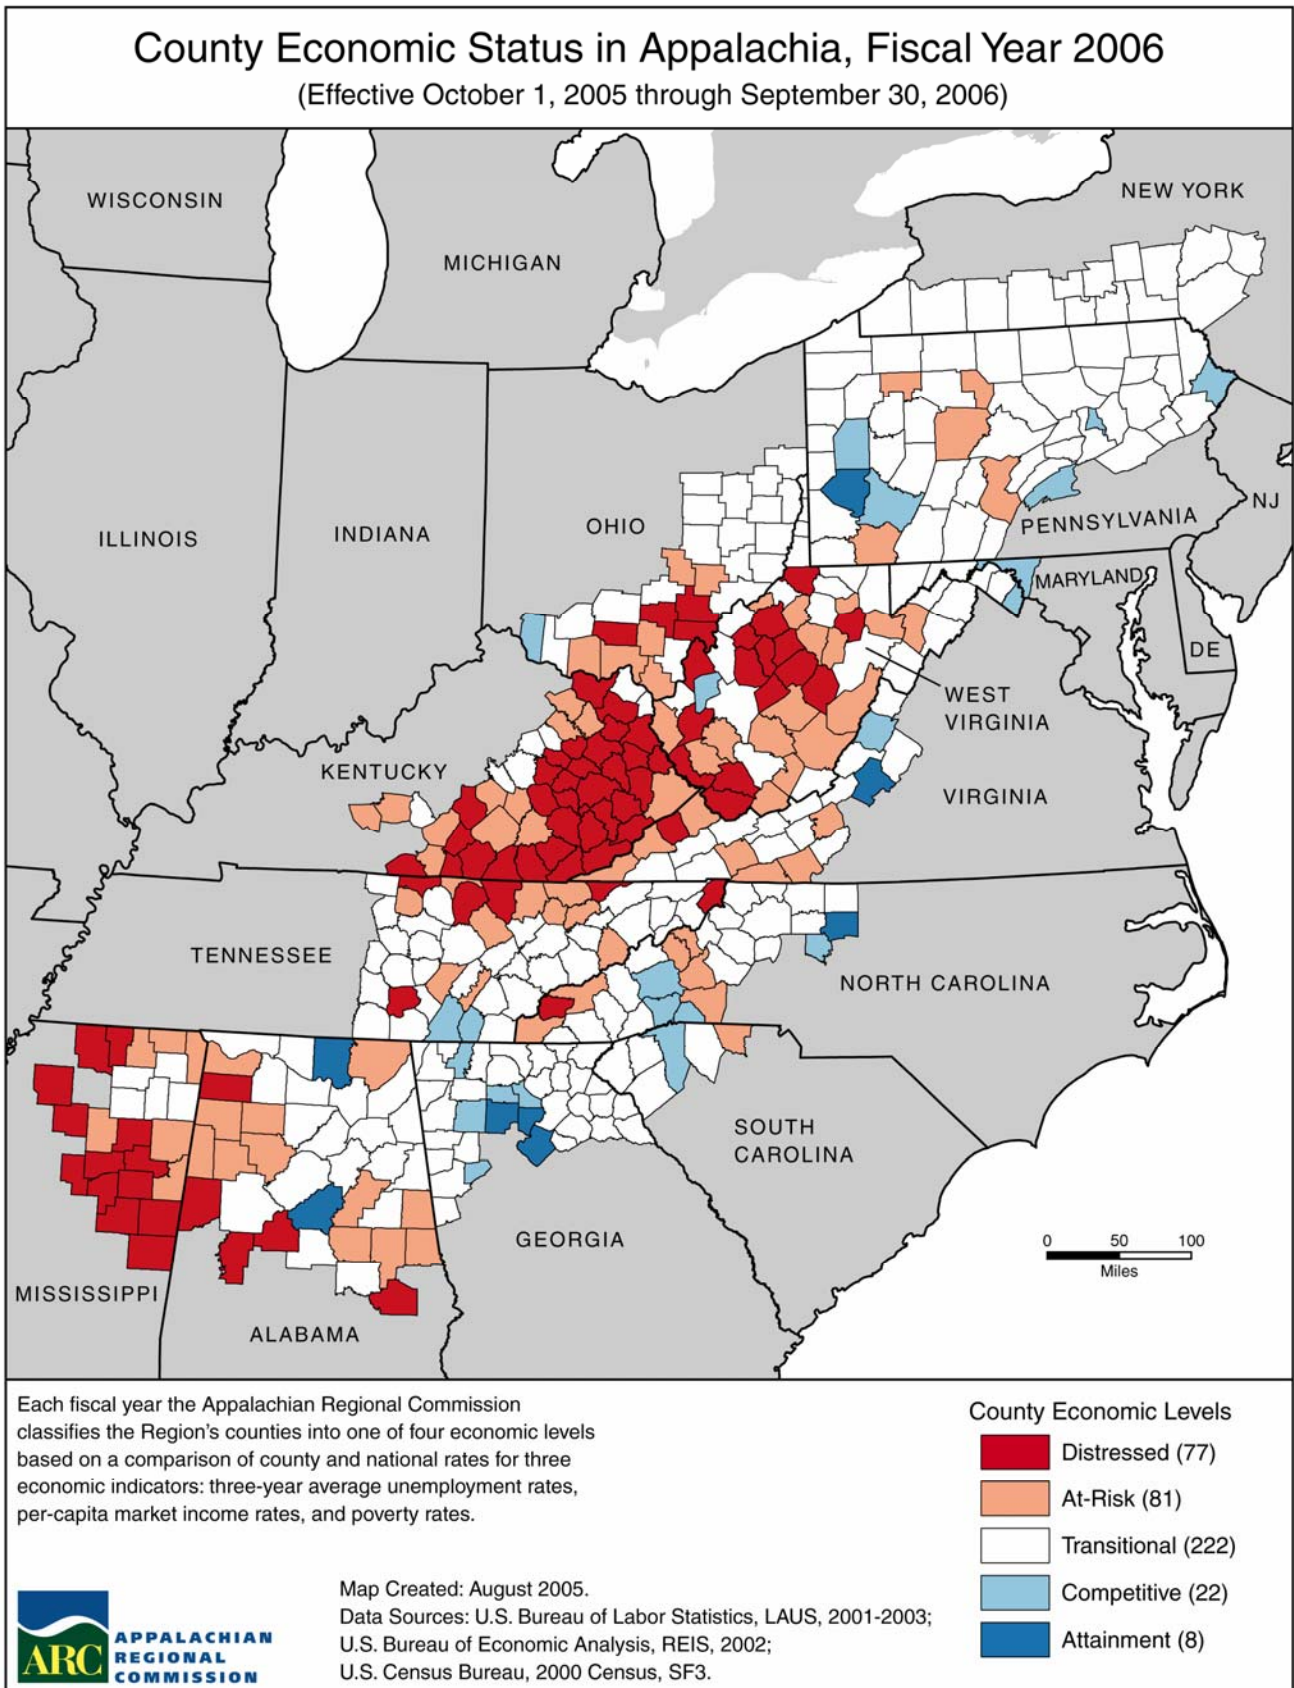 County Economic Status in Appalachia, Fiscal Year 2006
(Effective October 1, 2005 through September 30, 2006)
WISCONSIN
NEW YORK
MICHIGAN
ILLINOIS
INDIANA
OHIO
PENNSYLVANIA
NJ
MARYLAND
DE
WEST
VIRGINIA
KENTUCKY
VIRGINIA
TENNESSEE
NORTH CAROLINA
SOUTH
CAROLINA
GEORGIA
MISSISSIPPI
ALABAMA
0 50 100
Miles
Each fiscal year the Appalachian Regional Commission
classifies the Region's counties into one of four economic levels
based on a comparison of county and national rates for three
economic indicators: three-year average unemployment rates,
per-capita market income rates, and poverty rates.
County Economic Levels
Distressed (77)
At-Risk (81)
Transitional (222)
Competitive (22)
Attainment (8)
ARC
APPALACHIAN
REGIONAL
COMMISSION
Map Created: August 2005.
Data Sources: U.S. Bureau of Labor Statistics, LAUS, 2001-2003;
U.S. Bureau of Economic Analysis, REIS, 2002;
U.S. Census Bureau, 2000 Census, SF3.